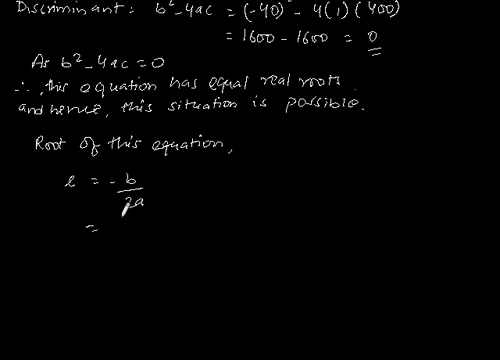 Discriminant: b² - 4ac = (-40)² - 4(1)(400)
= 1600 - 1600 = 0
As b² - 4ac = 0
∴, this equation has equal real roots.
and hence, this situation is possible.
Root of this equation,
l = - b/2a
=